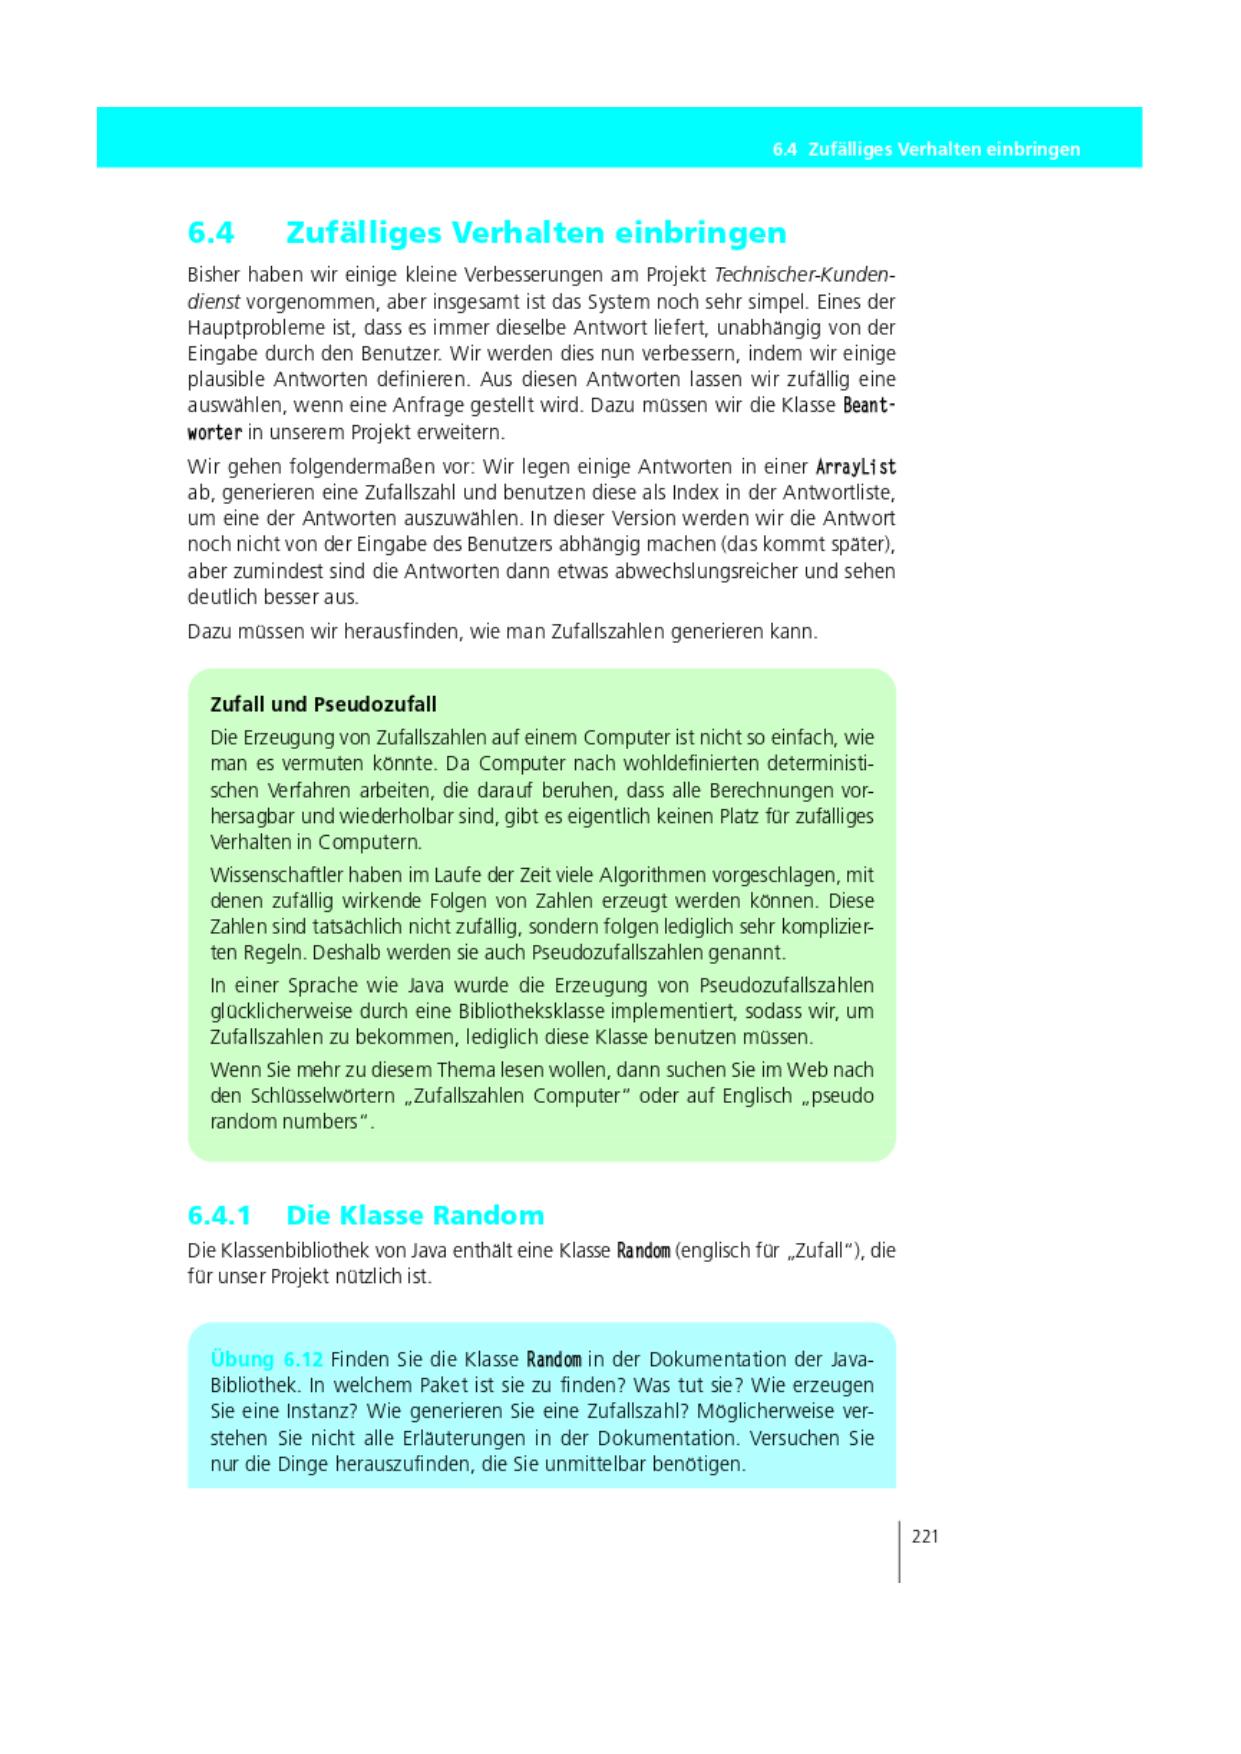 6.4 Zufälliges Verhalten einbringen
6.4 Zufälliges Verhalten einbringen
Bisher haben wir einige kleine Verbesserungen am Projekt Technischer-Kunden-
dienst vorgenommen, aber insgesamt ist das System noch sehr simpel. Eines der
Hauptprobleme ist, dass es immer dieselbe Antwort liefert, unabhängig von der
Eingabe durch den Benutzer. Wir werden dies nun verbessern, indem wir einige
plausible Antworten definieren. Aus diesen Antworten lassen wir zufällig eine
auswählen, wenn eine Anfrage gestellt wird. Dazu müssen wir die Klasse Beant-
worter in unserem Projekt erweitern.
Wir gehen folgendermaßen vor: Wir legen einige Antworten in einer ArrayList
ab, generieren eine Zufallszahl und benutzen diese als Index in der Antwortliste,
um eine der Antworten auszuwählen. In dieser Version werden wir die Antwort
noch nicht von der Eingabe des Benutzers abhängig machen (das kommt später),
aber zumindest sind die Antworten dann etwas abwechslungsreicher und sehen
deutlich besser aus.
Dazu müssen wir herausfinden, wie man Zufallszahlen generieren kann.
Zufall und Pseudozufall
Die Erzeugung von Zufallszahlen auf einem Computer ist nicht so einfach, wie
man es vermuten könnte. Da Computer nach wohldefinierten deterministi-
schen Verfahren arbeiten, die darauf beruhen, dass alle Berechnungen vor-
hersagbar und wiederholbar sind, gibt es eigentlich keinen Platz für zufälliges
Verhalten in Computern.
Wissenschaftler haben im Laufe der Zeit viele Algorithmen vorgeschlagen, mit
denen zufällig wirkende Folgen von Zahlen erzeugt werden können. Diese
Zahlen sind tatsächlich nicht zufällig, sondern folgen lediglich sehr komplizier-
ten Regeln. Deshalb werden sie auch Pseudozufallszahlen genannt.
In einer Sprache wie Java wurde die Erzeugung von Pseudozufallszahlen
glücklicherweise durch eine Bibliotheksklasse implementiert, sodass wir, um
Zufallszahlen zu bekommen, lediglich diese Klasse benutzen müssen.
Wenn Sie mehr zu diesem Thema lesen wollen, dann suchen Sie im Web nach
den Schlüsselwörtern „Zufallszahlen Computer“ oder auf Englisch „pseudo
random numbers“.
6.4.1 Die Klasse Random
Die Klassenbibliothek von Java enthält eine Klasse Random (englisch für „Zufall“), die
für unser Projekt nützlich ist.
Übung 6.12 Finden Sie die Klasse Random in der Dokumentation der Java-
Bibliothek. In welchem Paket ist sie zu finden? Was tut sie? Wie erzeugen
Sie eine Instanz? Wie generieren Sie eine Zufallszahl? Möglicherweise ver-
stehen Sie nicht alle Erläuterungen in der Dokumentation. Versuchen Sie
nur die Dinge herauszufinden, die Sie unmittelbar benötigen.
221